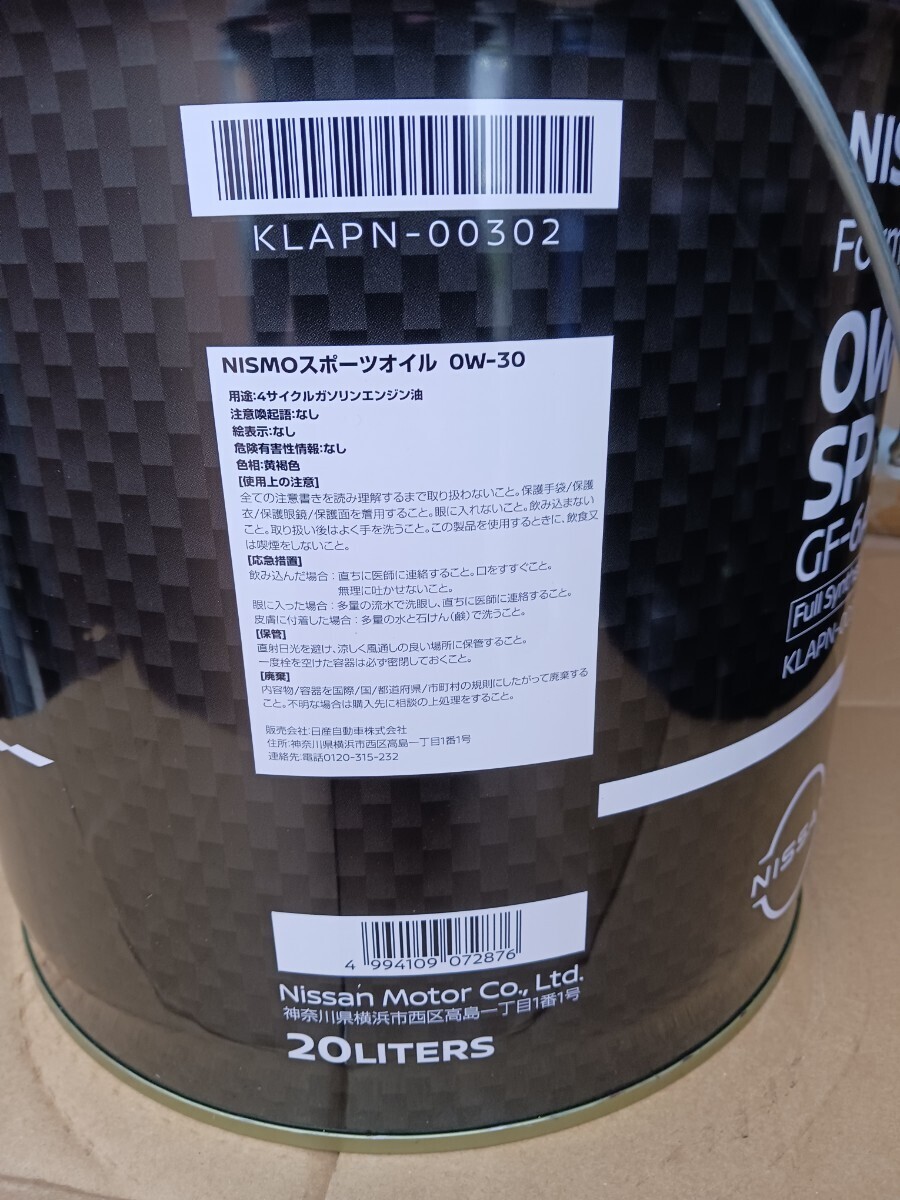 KLAPN-00302
NISMOスポーツオイル 0W-30
用途:4サイクルガソリンエンジン油
注意喚起語:なし
絵表示:なし
危険有害性情報:なし
色相:黄褐色
[使用上の注意]
全ての注意書きを読み理解するまで取り扱わないこと。保護手袋/保護
衣/保護眼鏡/保護面を着用すること。眼に入れないこと。飲み込まない
こと。取り扱い後はよく手を洗うこと。この製品を使用するときに、飲食又
は喫煙をしないこと。
[応急措置]
飲み込んだ場合:直ちに医師に連絡すること。口をすすぐこと。
無理に吐かせないこと。
眼に入った場合:多量の流水で洗眼し、直ちに医師に連絡すること。
皮膚に付着した場合:多量の水と石けん(鹸)で洗うこと。
[保管]
直射日光を避け、涼しく風通しの良い場所に保管すること。
一度栓を空けた容器は必ず密閉しておくこと。
[廃棄]
内容物/容器を国際/国/都道府県/市町村の規則にしたがって廃棄する
こと。不明な場合は購入先に相談の上処理をすること。
販売会社:日産自動車株式会社
住所:神奈川県横浜市西区高島一丁目1番1号
連絡先:電話0120-315-232
4 994109 072876
Nissan Motor Co., Ltd.
神奈川県横浜市西区高島一丁目1番1号
20LITERS
NIS
0W
SP
GF-6
Full Synthe
KLAPN-0
NISSA